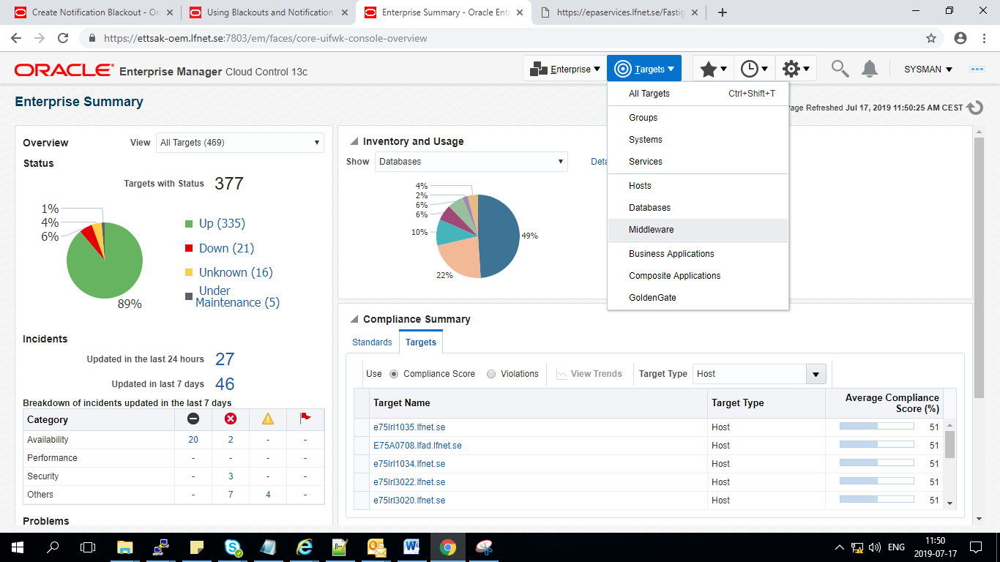 Create Notification Blackout - Or
Using Blackouts and Notification
Enterprise Summary - Oracle Ente
https://epaservices.lfnet.se/Fastig
https://ettsak-oem.lfnet.se:7803/em/faces/core-uifwk-console-overview
ORACLE Enterprise Manager Cloud Control 13c
Enterprise
Targets
SYSMAN
Enterprise Summary
age Refreshed Jul 17, 2019 11:50:25 AM CEST
All Targets Ctrl+Shift+T
Groups
Systems
Services
Hosts
Databases
Middleware
Business Applications
Composite Applications
GoldenGate
Overview
View All Targets (469)
Status
Targets with Status 377
1%
4%
6%
89%
Up (335)
Down (21)
Unknown (16)
Under
Maintenance (5)
Incidents
Updated in the last 24 hours 27
Updated in last 7 days 46
Breakdown of incidents updated in the last 7 days
Category
Availability 20 2 - -
Performance - - - -
Security - 3 - -
Others - 7 4 -
Problems
Inventory and Usage
Show Databases
Deta
4%
2%
6%
6%
10%
22%
49%
Compliance Summary
Standards Targets
Use Compliance Score Violations View Trends Target Type Host
Target Name Target Type Average Compliance
Score (%)
e75lrl1035.lfnet.se Host 51
E75A0708.lfad.lfnet.se Host 51
e75lrl1034.lfnet.se Host 51
e75lrl3022.lfnet.se Host 51
e75lrl3020.lfnet.se Host 51
ENG
11:50
2019-07-17